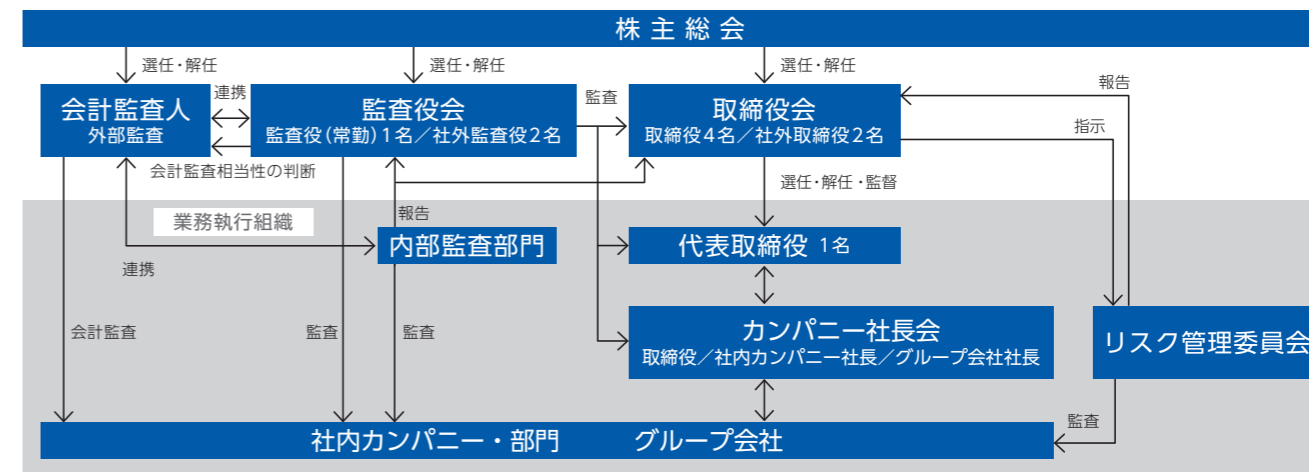 株主総会
選任・解任
選任・解任
選任・解任
報告
会計監査人
外部監査
連携
監査役会
監査役(常勤)1名／社外監査役2名
監査
取締役会
取締役4名／社外取締役2名
指示
会計監査相当性の判断
選任・解任・監督
業務執行組織
報告
内部監査部門
代表取締役 1名
連携
会計監査
監査
監査
カンパニー社長会
取締役／社内カンパニー社長／グループ会社社長
リスク管理委員会
監査
社内カンパニー・部門 グループ会社